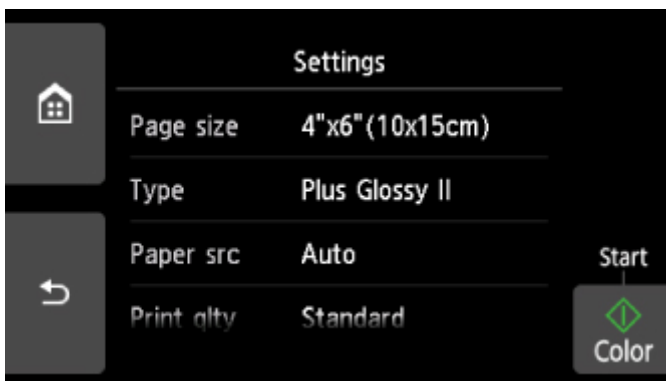 Settings
Page size 4"x6"(10x15cm)
Type Plus Glossy II
Paper src Auto
Print qlty Standard
Start
Color